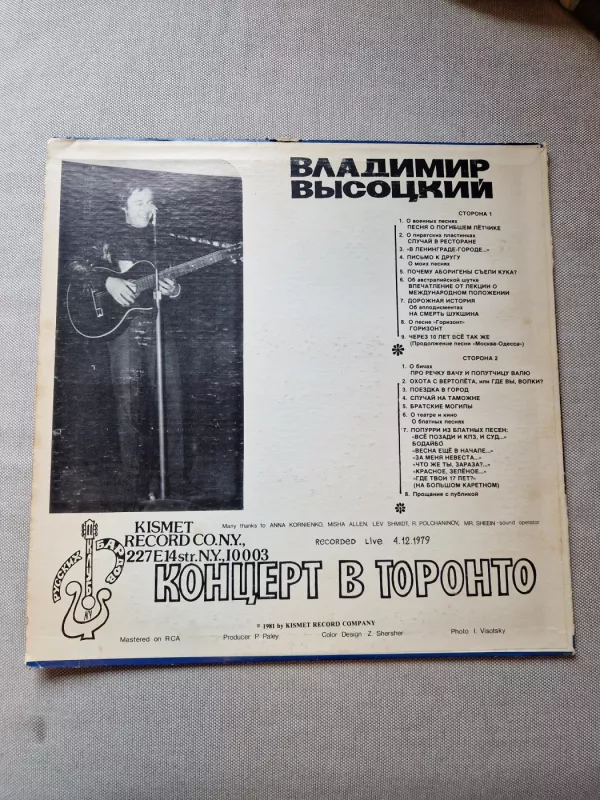 ВЛАДИМИР
ВЫСОЦКИЙ
СТОРОНА 1
1. О военных песнях
ПЕСНЯ О ПОГИБШЕМ ЛЁТЧИКЕ
2. О пиратских пластинках
СЛУЧАЙ В РЕСТОРАНЕ
3. «В ЛЕНИНГРАДЕ-ГОРОДЕ...»
4. ПИСЬМО К ДРУГУ
О моих песнях
5. ПОЧЕМУ АБОРИГЕНЫ СЪЕЛИ КУКА?
6. Об австралийской шутке
ВПЕЧАТЛЕНИЕ ОТ ЛЕКЦИИ О
МЕЖДУНАРОДНОМ ПОЛОЖЕНИИ
7. ДОРОЖНАЯ ИСТОРИЯ
Об аплодисментах
НА СМЕРТЬ ШУКШИНА
8. О песне «Горизонт»
ГОРИЗОНТ
9. ЧЕРЕЗ 10 ЛЕТ ВСЁ ТАК ЖЕ
(Продолжение песни «Москва-Одесса»)
СТОРОНА 2
1. О бичах
ПРО РЕЧКУ ВАЧУ И ПОПУТЧИЦУ ВАЛЮ
2. ОХОТА С ВЕРТОЛЁТА, или ГДЕ ВЫ, ВОЛКИ?
3. ПОЕЗДКА В ГОРОД
4. СЛУЧАЙ НА ТАМОЖНЕ
5. БРАТСКИЕ МОГИЛЫ
6. О театре и кино
О блатных песнях
7. ПОПУРРИ ИЗ БЛАТНЫХ ПЕСЕН:
«ВСЁ ПОЗАДИ И КПЗ, И СУД...»
БОДАЙБО
«ВЕСНА ЕЩЁ В НАЧАЛЕ...»
«ЗА МЕНЯ НЕВЕСТА...»
«ЧТО ЖЕ ТЫ, ЗАРАЗА?...»
«КРАСНОЕ, ЗЕЛЁНОЕ...»
«ГДЕ ТВОИ 17 ЛЕТ?»
(НА БОЛЬШОМ КАРЕТНОМ)
8. Прощание с публикой
Many thanks to ANNA KORNIENKO, MISHA ALLEN, LEV SHMIDT, R. POLCHANINOV, MR. SHEEIN - sound operator
KISMET
RECORD CO. N.Y.,
227 E 14 str. N.Y., 10003
RECORDED Live 4.12.1979
КЛУБ
РУССКИХ
БАРДОВ
NY
КОНЦЕРТ В ТОРОНТО
© 1981 by KISMET RECORD COMPANY
Mastered on RCA Producer P. Paley Color Design Z. Shersher Photo I. Visotsky